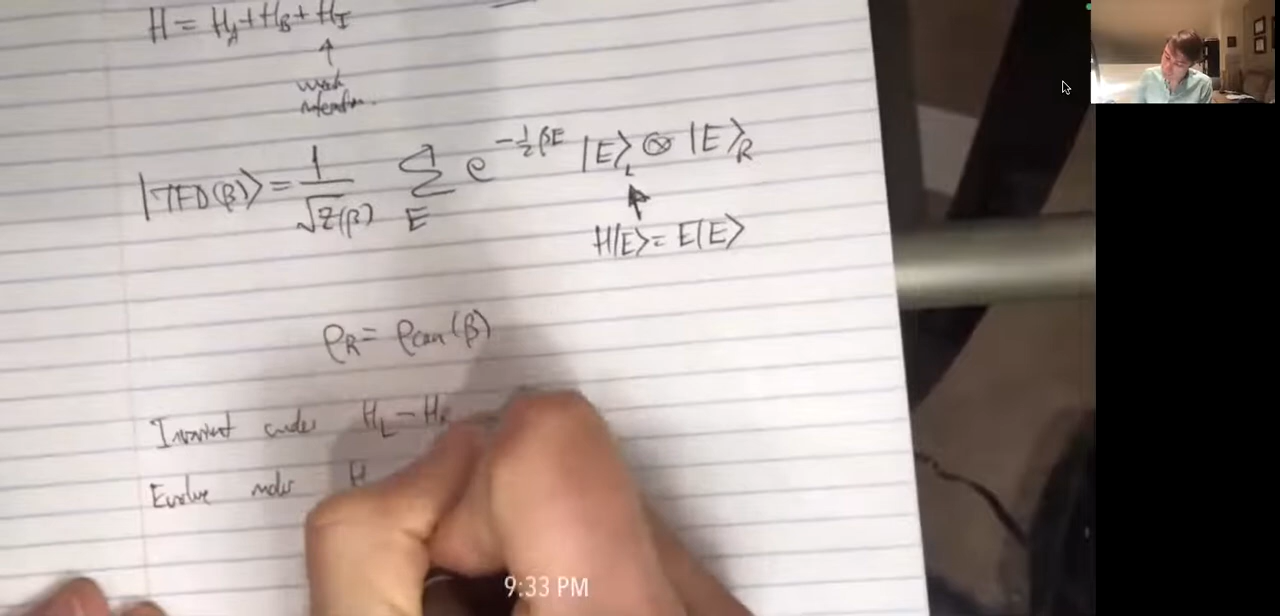 H = H_A + H_B + H_I
↑
weak
interaction.
|TFD(β)⟩ = 1/√Z(β) Σ_E e^{-½βE} |E⟩_L ⊗ |E⟩_R
H|E⟩ = E|E⟩
ρ_R = ρ_can(β)
Invariant under H_L - H_R
Evolve under H
9:33 PM